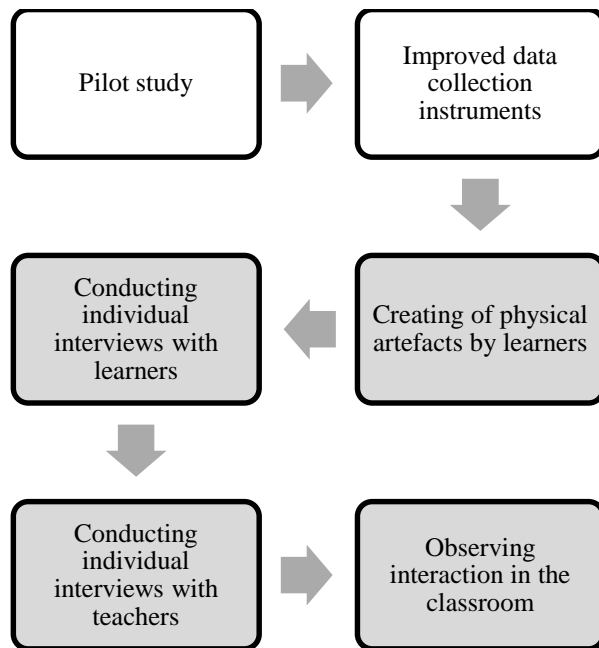 Pilot study
Improved data
collection
instruments
Creating of physical
artefacts by learners
Conducting
individual
interviews with
learners
Conducting
individual
interviews with
teachers
Observing
interaction in the
classroom